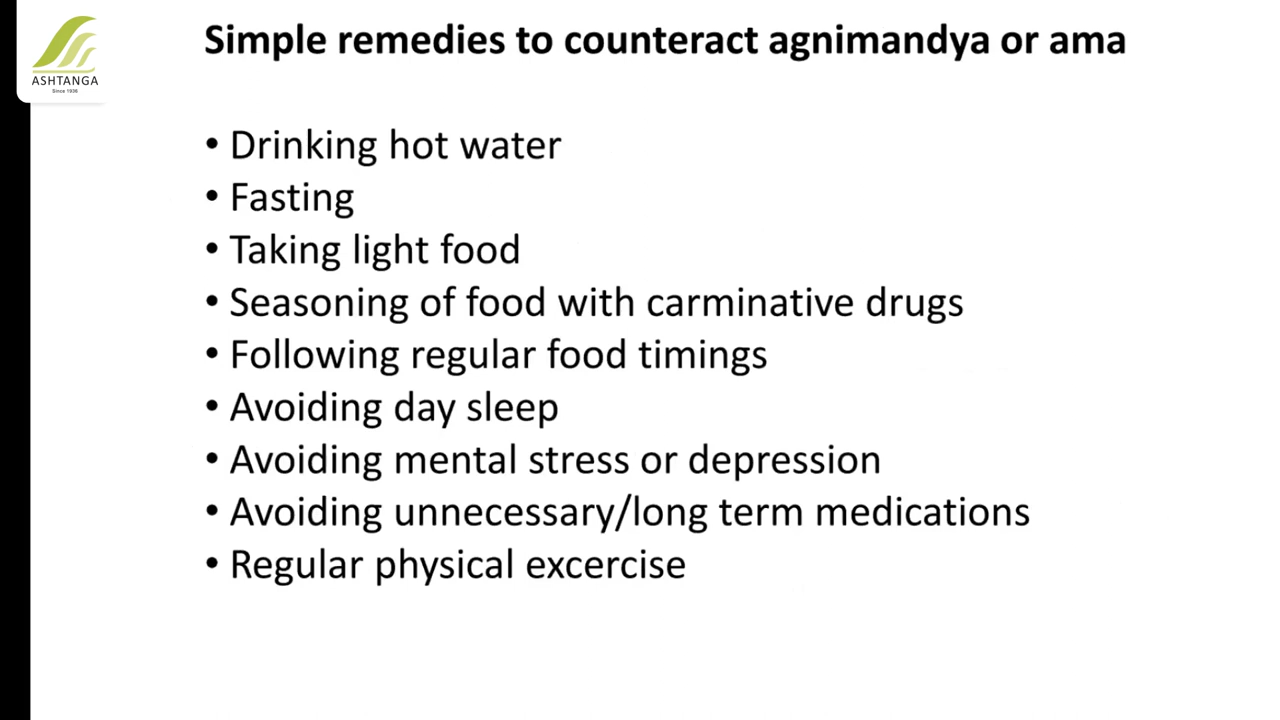 ASHTANGA
Since 1936
Simple remedies to counteract agnimandya or ama
• Drinking hot water
• Fasting
• Taking light food
• Seasoning of food with carminative drugs
• Following regular food timings
• Avoiding day sleep
• Avoiding mental stress or depression
• Avoiding unnecessary/long term medications
• Regular physical excercise